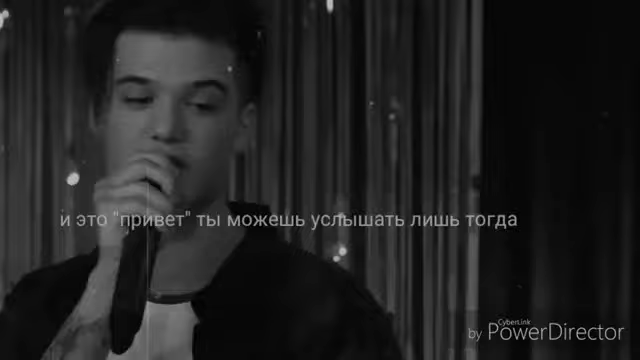 и это "привет" ты можешь услышать лишь тогда
CyberLink
by PowerDirector